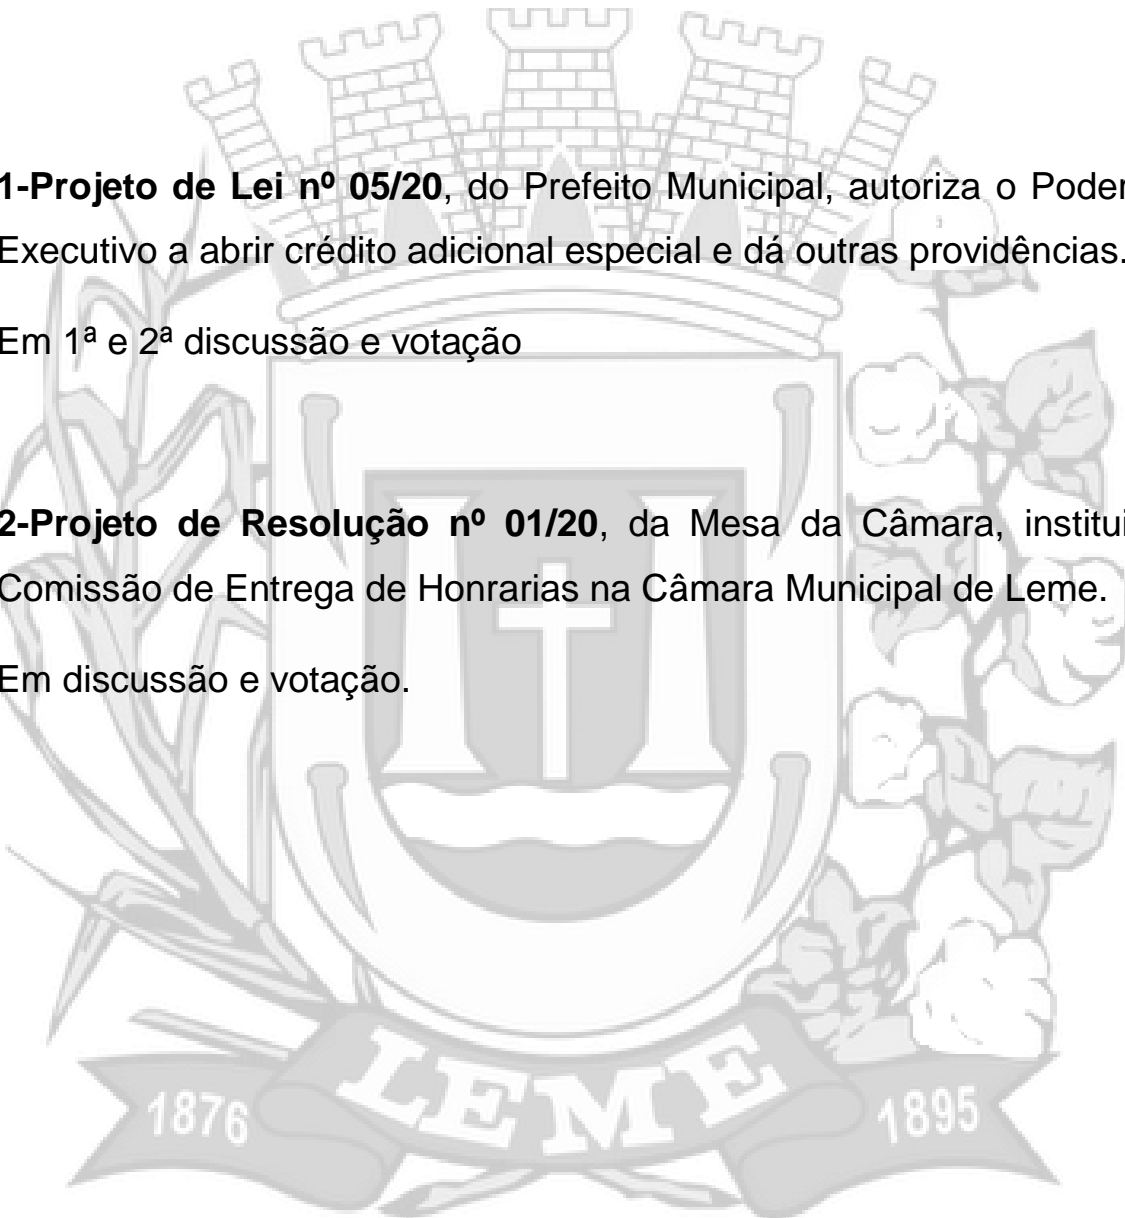 1-Projeto de Lei nº 05/20, do Prefeito Municipal, autoriza o Poder
Executivo a abrir crédito adicional especial e dá outras providências.
Em 1ª e 2ª discussão e votação
2-Projeto de Resolução nº 01/20, da Mesa da Câmara, institui
Comissão de Entrega de Honrarias na Câmara Municipal de Leme.
Em discussão e votação.
1876 LEME 1895